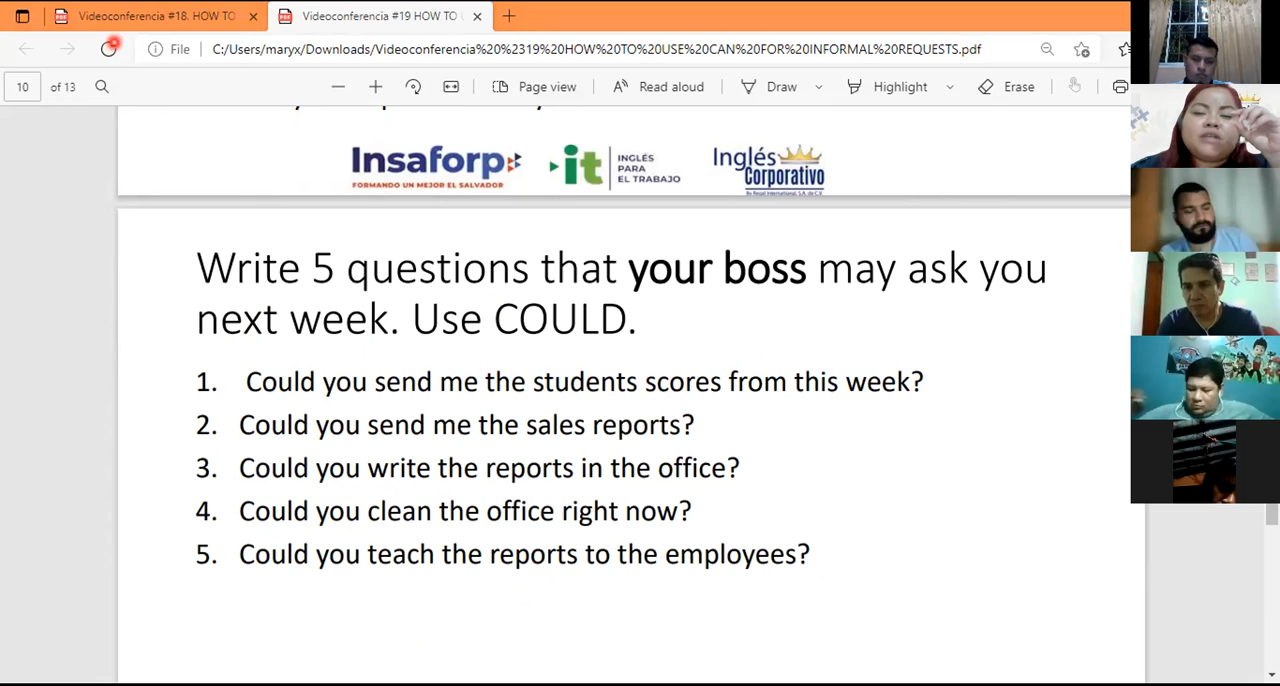 Videoconferencia #18. HOW TO
Videoconferencia #19 HOW TO
File
C:/Users/maryx/Downloads/Videoconferencia%20%2319%20HOW%20TO%20USE%20CAN%20FOR%20INFORMAL%20REQUESTS.pdf
10 of 13
Page view
Read aloud
Draw
Highlight
Erase
Insaforp
FORMANDO UN MEJOR EL SALVADOR
it
INGLÉS
PARA
EL TRABAJO
Inglés
Corporativo
Write 5 questions that your boss may ask you
next week. Use COULD.
1. Could you send me the students scores from this week?
2. Could you send me the sales reports?
3. Could you write the reports in the office?
4. Could you clean the office right now?
5. Could you teach the reports to the employees?